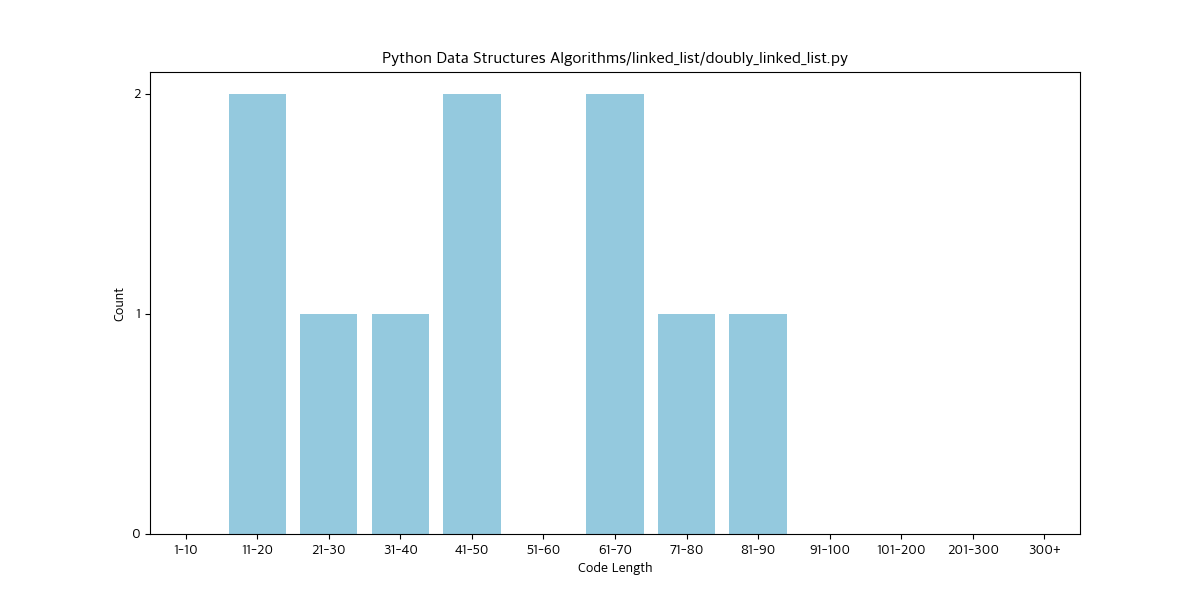 Python Data Structures Algorithms/linked_list/doubly_linked_list.py
2
1
0
Count
1-10 11-20 21-30 31-40 41-50 51-60 61-70 71-80 81-90 91-100 101-200 201-300 300+
Code Length